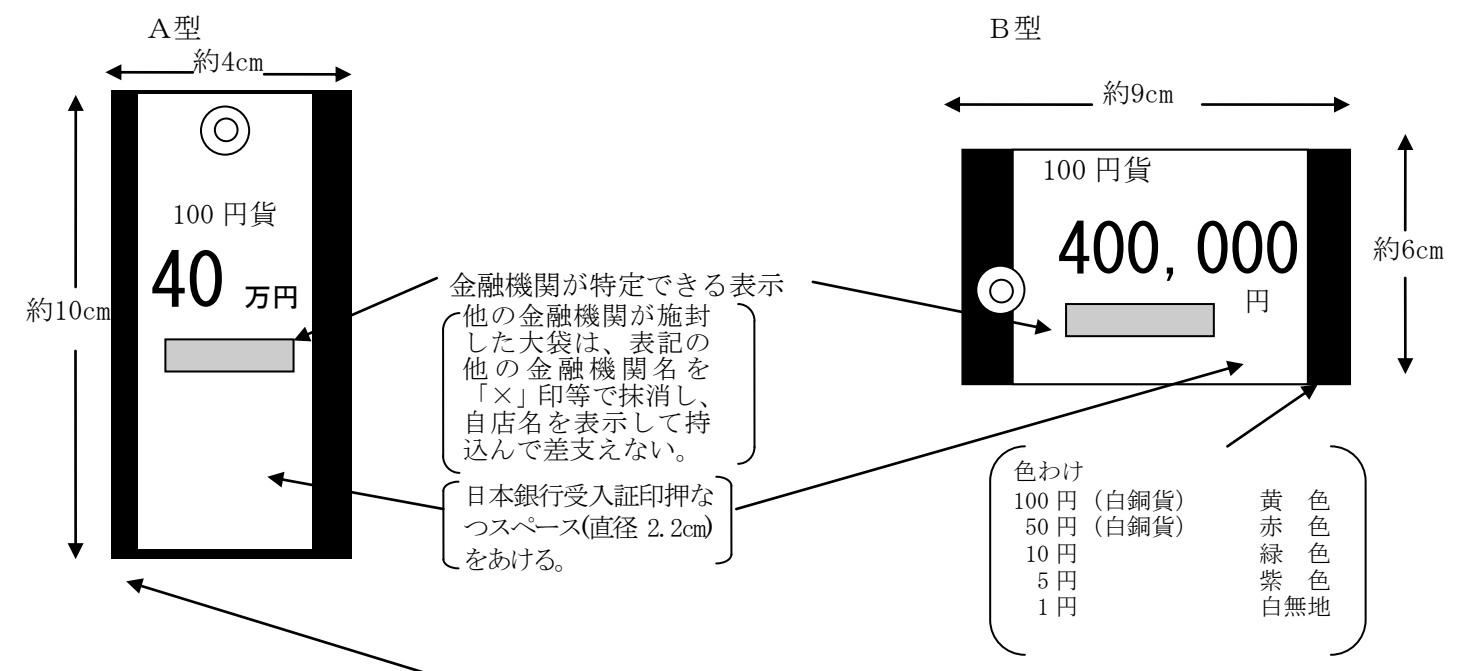 A型
約4cm
約10cm
100 円貨
40 万円
B型
約9cm
約6cm
100 円貨
400,000
円
金融機関が特定できる表示
他の金融機関が施封
した大袋は、表記の
他の金融機関名を
「×」印等で抹消し、
自店名を表示して持
込んで差支えない。
日本銀行受入証印押な
つスペース(直径 2.2cm)
をあける。
色わけ
100 円（白銅貨） 黄 色
50 円（白銅貨） 赤 色
10 円 緑 色
5 円 紫 色
1 円 白無地